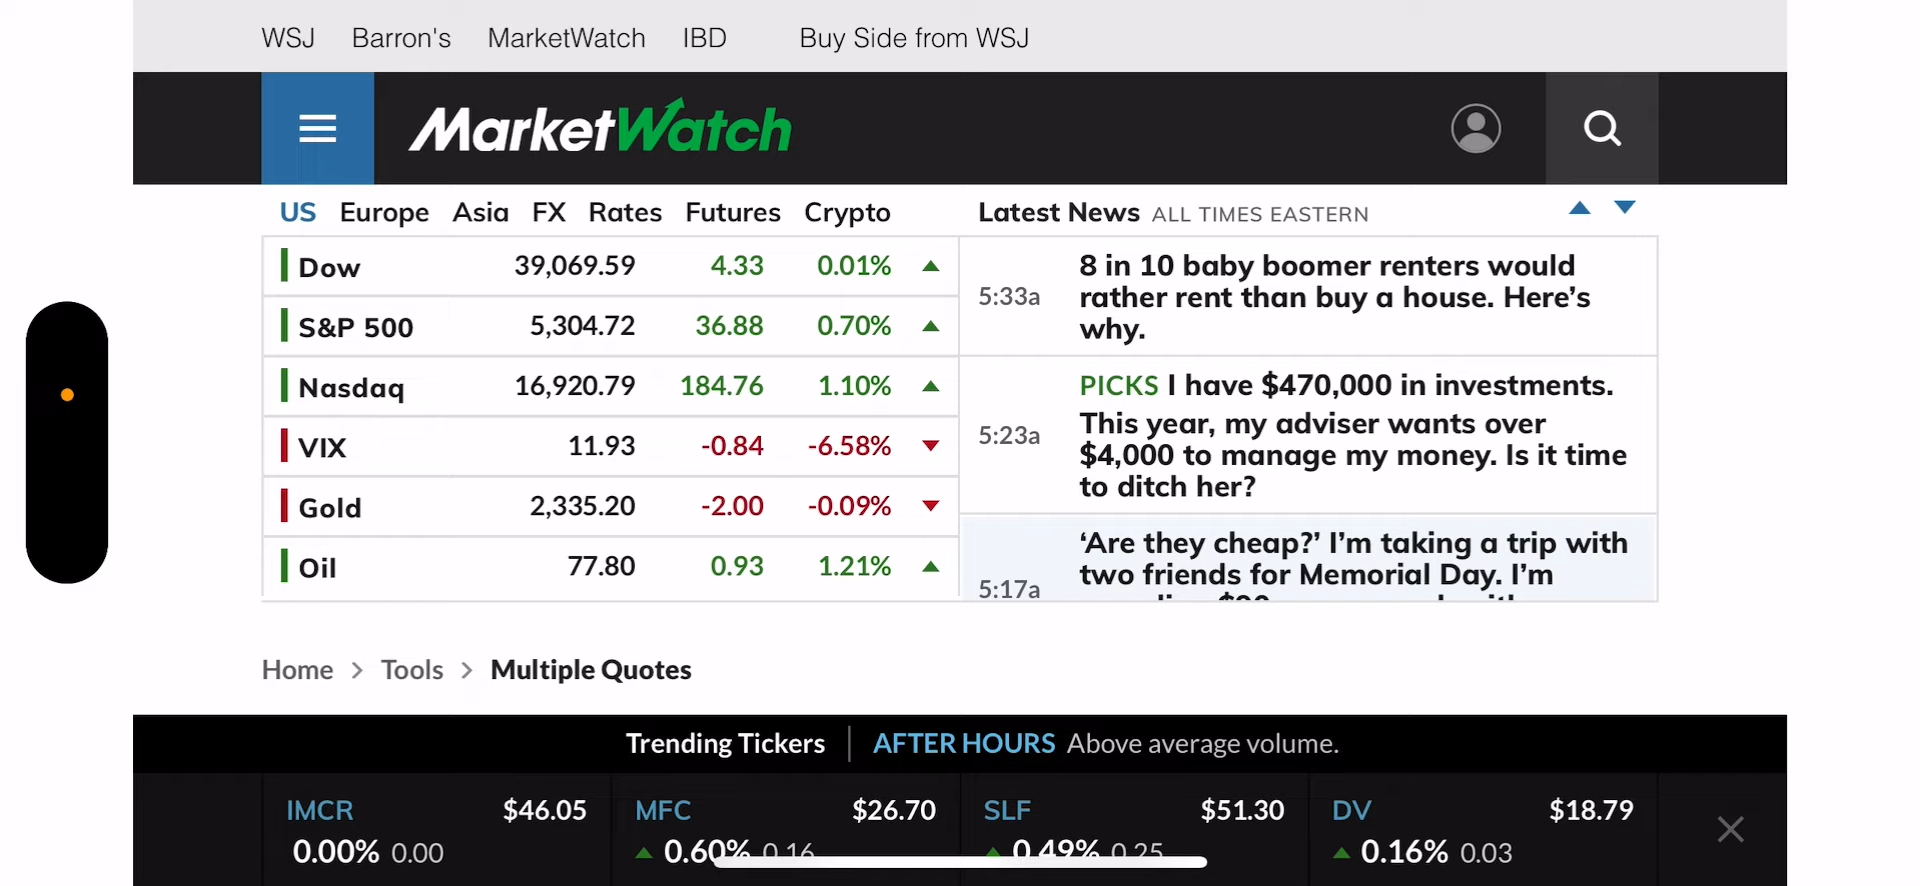 WSJ Barron's MarketWatch IBD Buy Side from WSJ
MarketWatch
US Europe Asia FX Rates Futures Crypto
Dow 39,069.59 4.33 0.01%
S&P 500 5,304.72 36.88 0.70%
Nasdaq 16,920.79 184.76 1.10%
VIX 11.93 -0.84 -6.58%
Gold 2,335.20 -2.00 -0.09%
Oil 77.80 0.93 1.21%
Latest News ALL TIMES EASTERN
5:33a
8 in 10 baby boomer renters would
rather rent than buy a house. Here’s
why.
5:23a
PICKS I have $470,000 in investments.
This year, my adviser wants over
$4,000 to manage my money. Is it time
to ditch her?
5:17a
‘Are they cheap?’ I’m taking a trip with
two friends for Memorial Day. I’m
Home > Tools > Multiple Quotes
Trending Tickers | AFTER HOURS Above average volume.
IMCR $46.05
0.00% 0.00
MFC $26.70
0.60% 0.16
SLF $51.30
0.49% 0.25
DV $18.79
0.16% 0.03